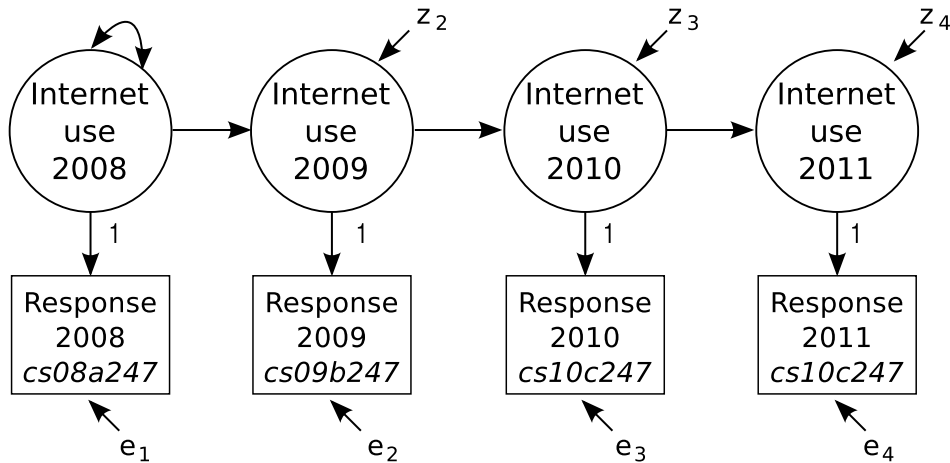 z2
z3
z4
Internet
use
2008
Internet
use
2009
Internet
use
2010
Internet
use
2011
1
1
1
1
Response
2008
cs08a247
Response
2009
cs09b247
Response
2010
cs10c247
Response
2011
cs10c247
e1
e2
e3
e4